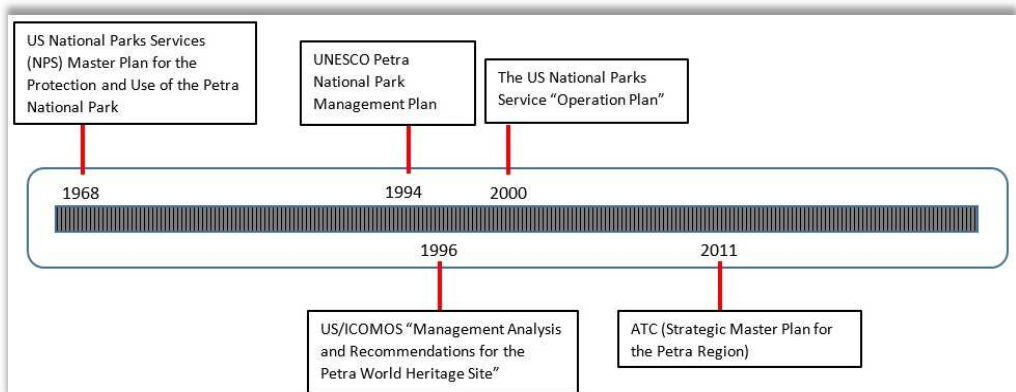 US National Parks Services
(NPS) Master Plan for the
Protection and Use of the Petra
National Park
UNESCO Petra
National Park
Management Plan
The US National Parks
Service “Operation Plan”
1968
1994
2000
1996
2011
US/ICOMOS “Management Analysis
and Recommendations for the
Petra World Heritage Site”
ATC (Strategic Master Plan for
the Petra Region)